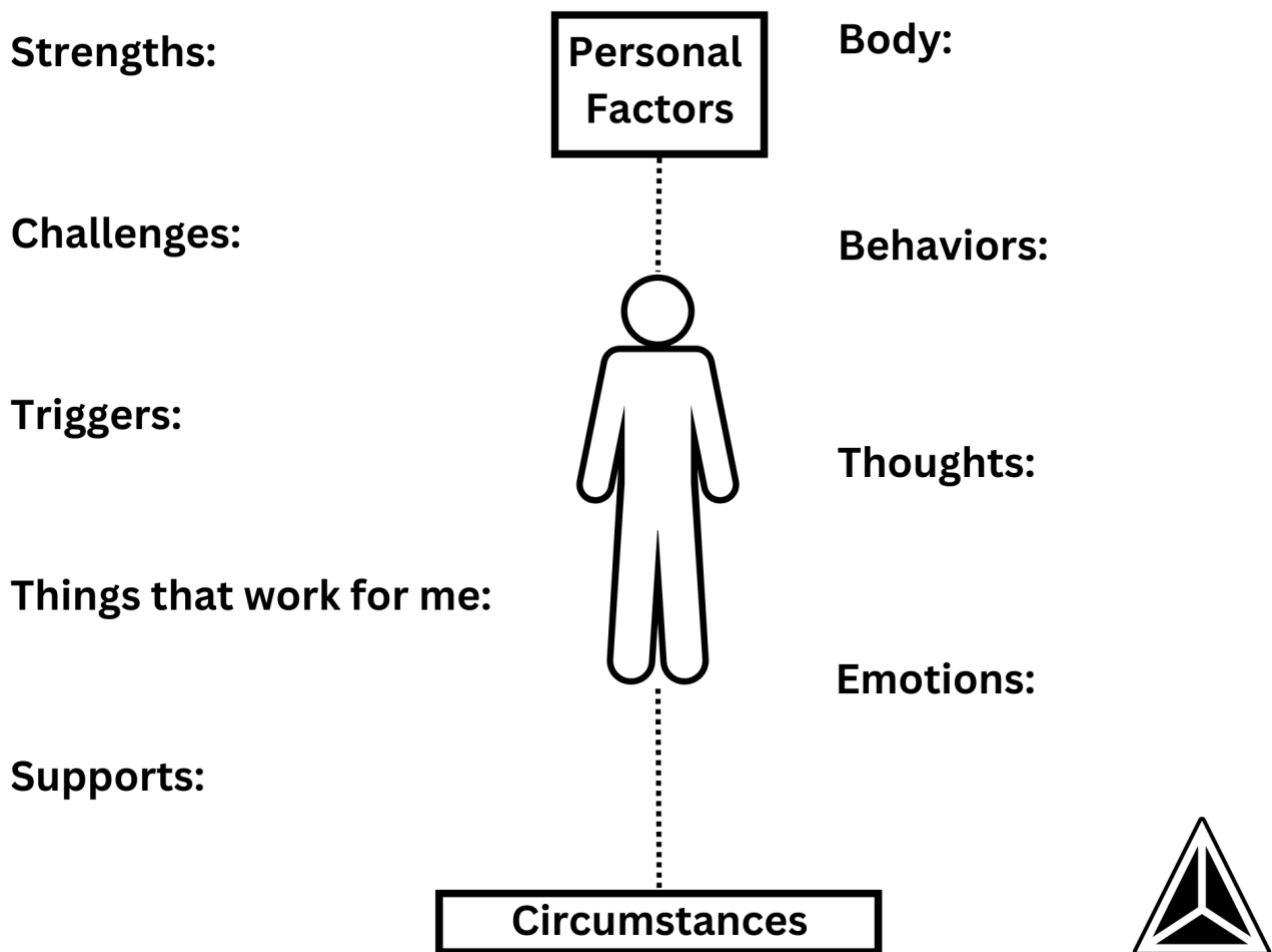 Strengths:
Challenges:
Triggers:
Things that work for me:
Supports:
Personal
Factors
Circumstances
Body:
Behaviors:
Thoughts:
Emotions: